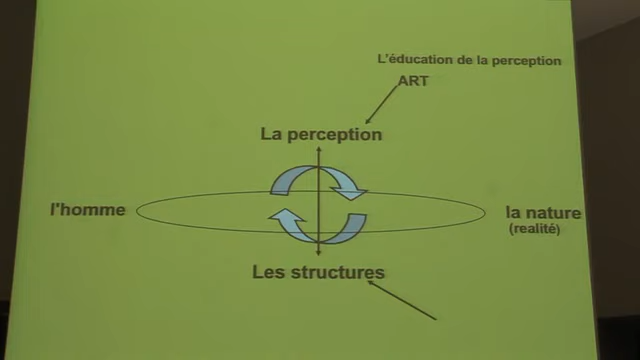 L'éducation de la perception
ART
La perception
l'homme
la nature
(realité)
Les structures